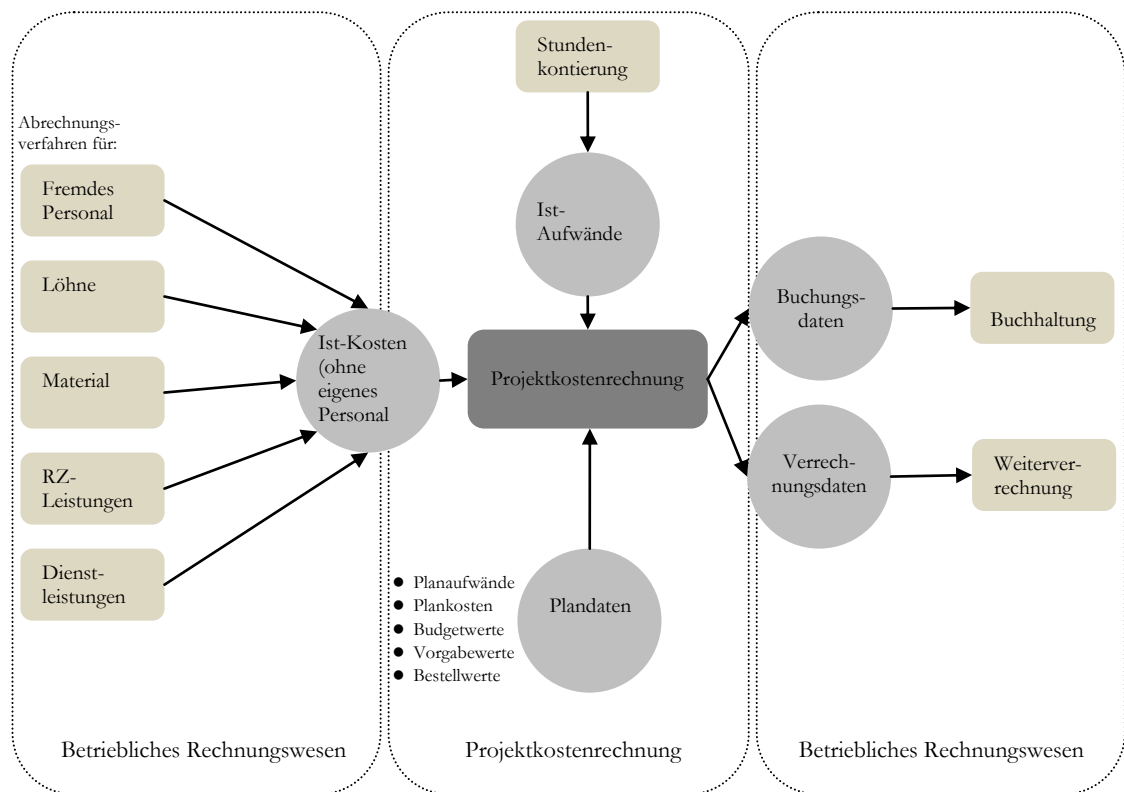 Abrechnungs-
verfahren für:
Fremdes
Personal
Löhne
Material
RZ-
Leistungen
Dienst-
leistungen
Ist-Kosten
(ohne
eigenes
Personal
Betriebliches Rechnungswesen
Stunden-
kontierung
Ist-
Aufwände
Projektkostenrechnung
Plandaten
● Planaufwände
● Plankosten
● Budgetwerte
● Vorgabewerte
● Bestellwerte
Projektkostenrechnung
Buchungs-
daten
Buchhaltung
Verrech-
nungsdaten
Weiterver-
rechnung
Betriebliches Rechnungswesen